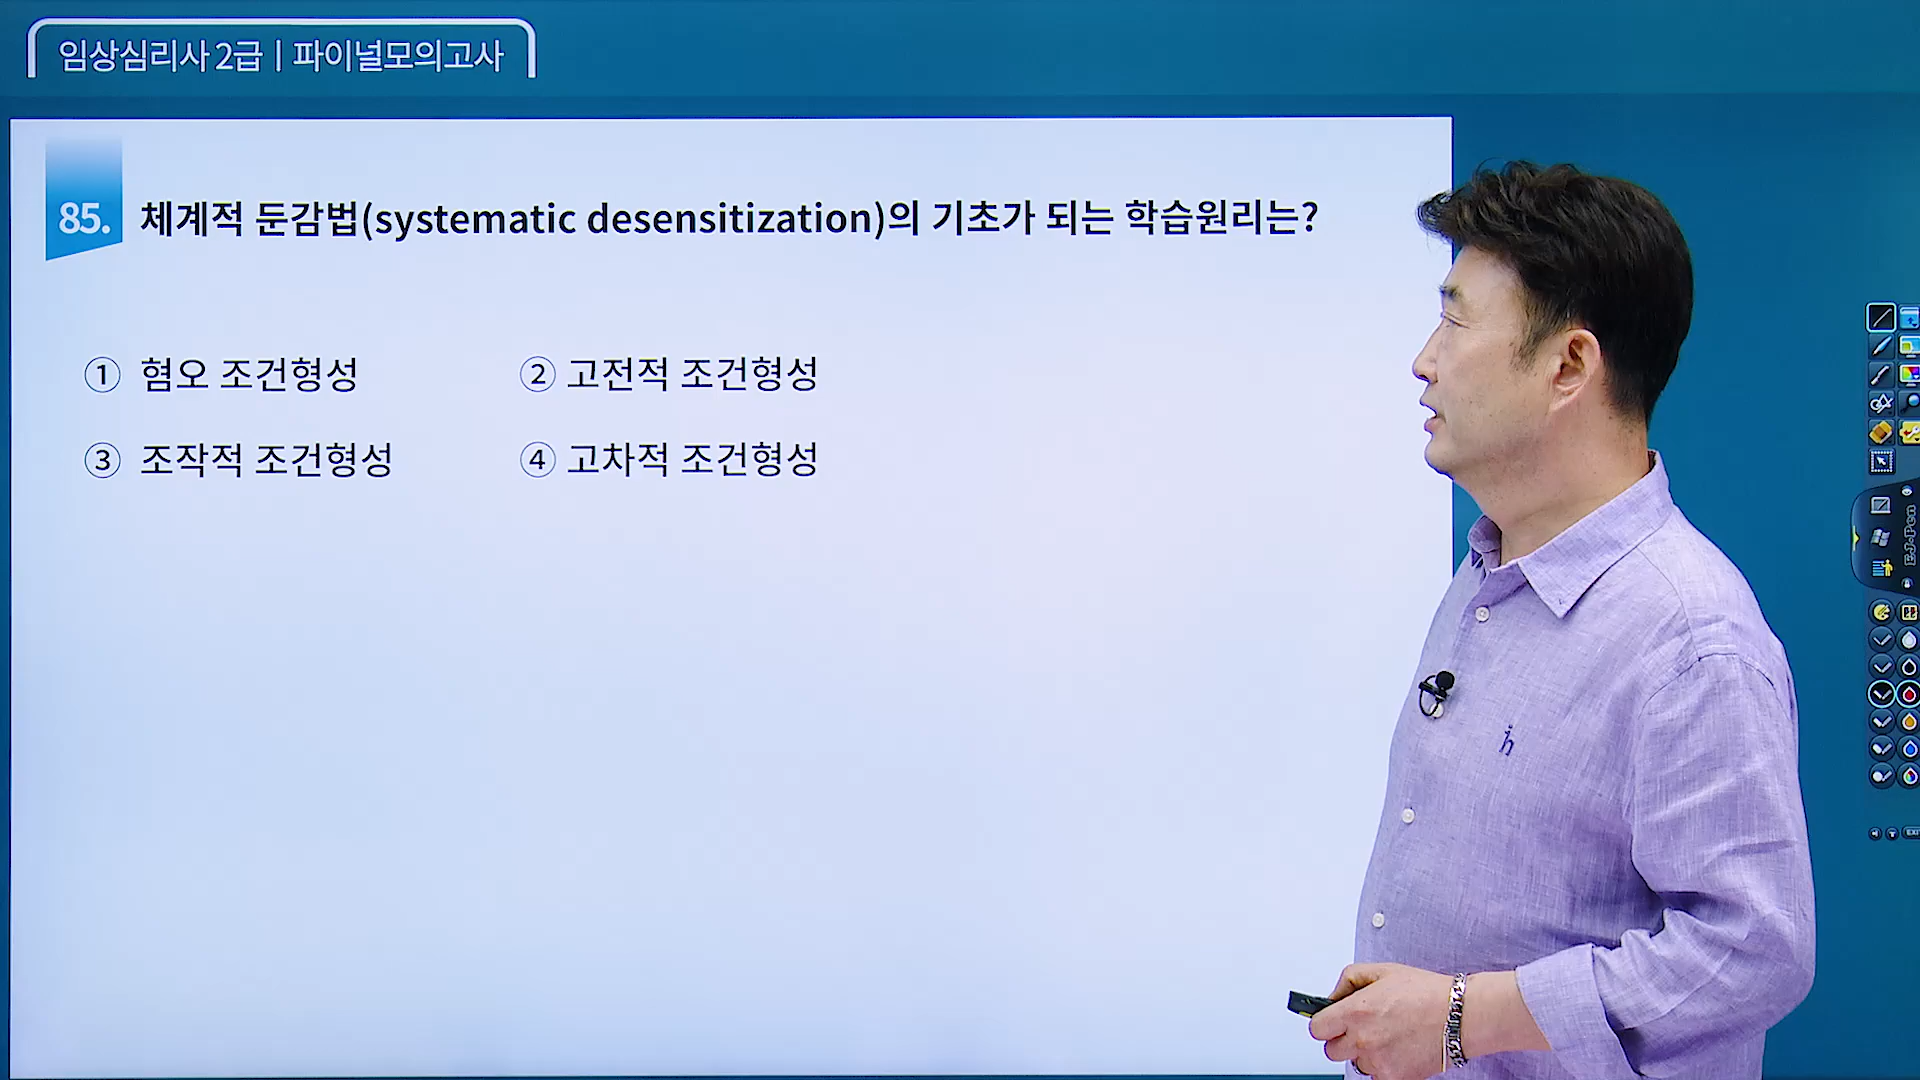 임상심리사 2급 | 파이널모의고사
85. 체계적 둔감법(systematic desensitization)의 기초가 되는 학습원리는?
① 혐오 조건형성
② 고전적 조건형성
③ 조작적 조건형성
④ 고차적 조건형성
EJ-Pen
EXI